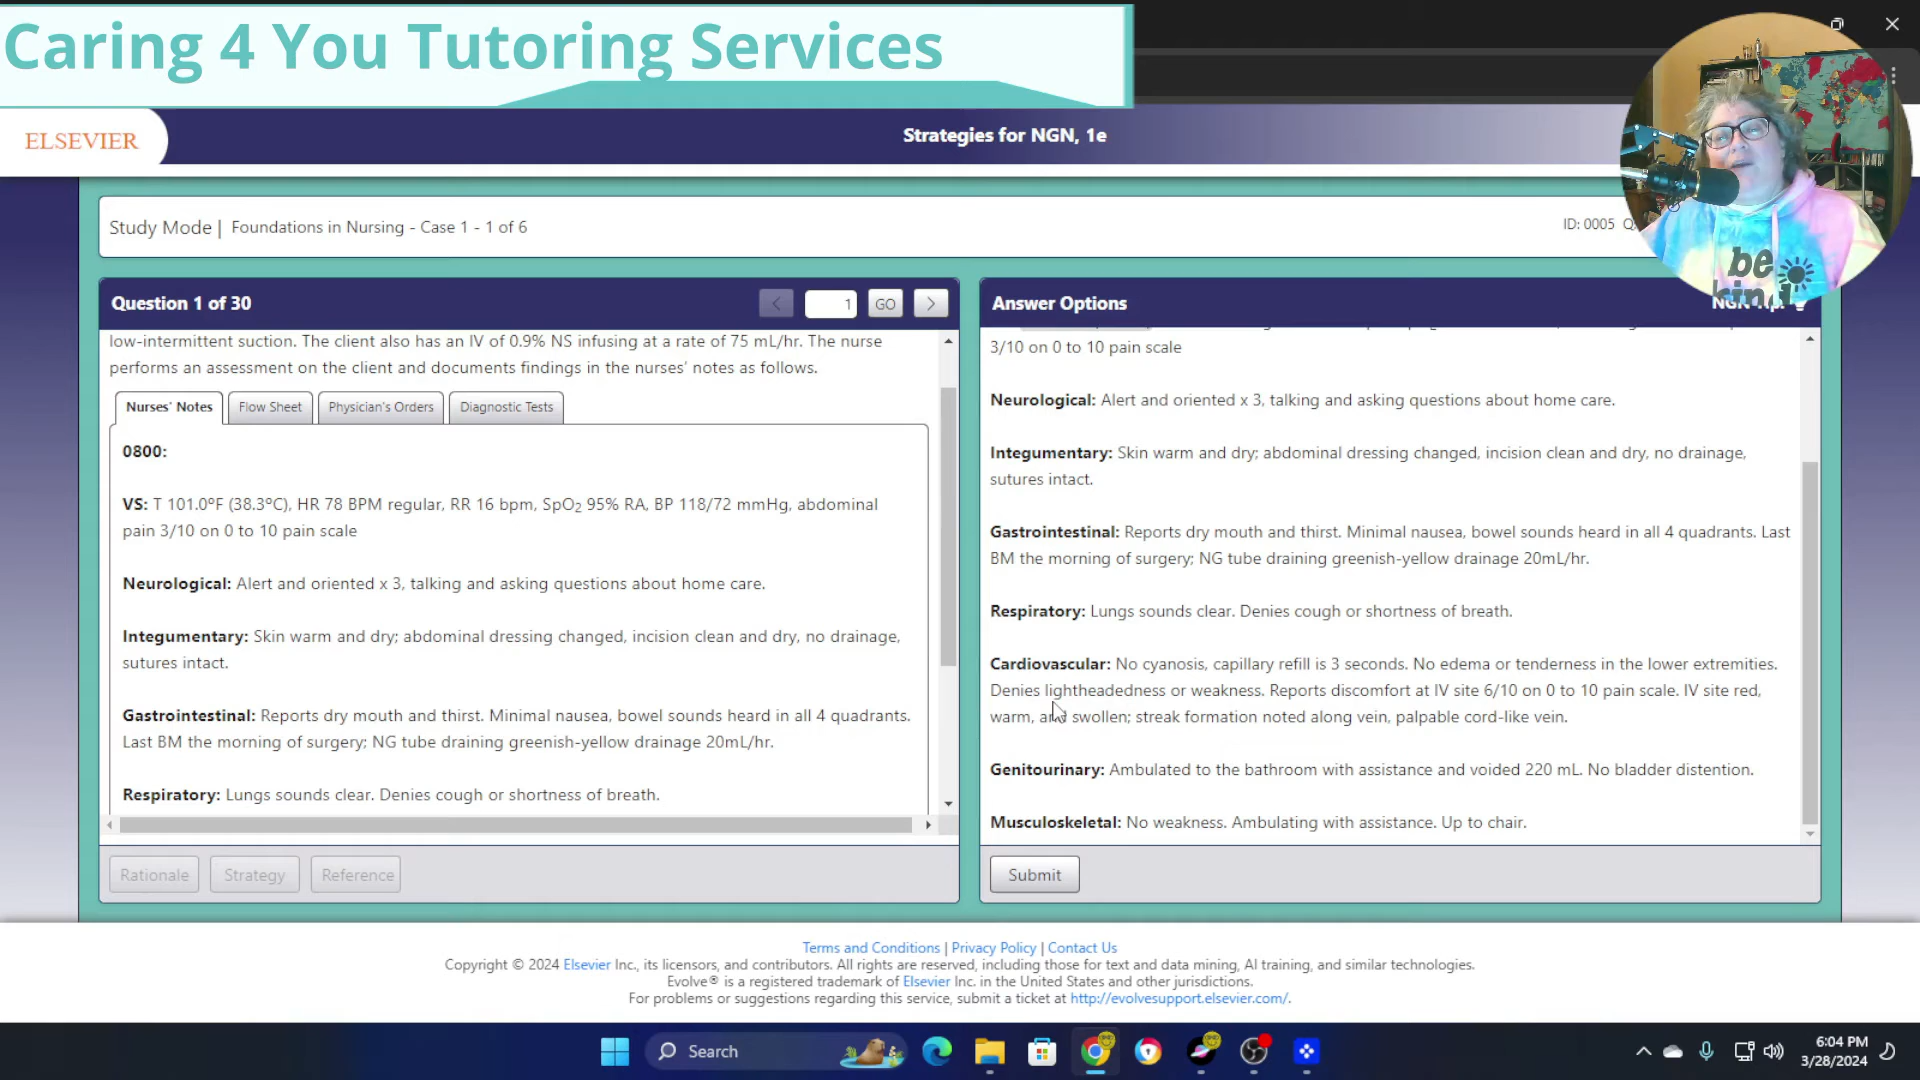 Caring 4 You Tutoring Services
ELSEVIER
Strategies for NGN, 1e
Study Mode | Foundations in Nursing - Case 1 - 1 of 6
ID: 0005
be
kind
Question 1 of 30
1
GO
low-intermittent suction. The client also has an IV of 0.9% NS infusing at a rate of 75 mL/hr. The nurse
performs an assessment on the client and documents findings in the nurses' notes as follows.
Nurses' Notes
Flow Sheet
Physician's Orders
Diagnostic Tests
0800:
VS: T 101.0ºF (38.3ºC), HR 78 BPM regular, RR 16 bpm, SpO2 95% RA, BP 118/72 mmHg, abdominal
pain 3/10 on 0 to 10 pain scale
Neurological: Alert and oriented x 3, talking and asking questions about home care.
Integumentary: Skin warm and dry; abdominal dressing changed, incision clean and dry, no drainage,
sutures intact.
Gastrointestinal: Reports dry mouth and thirst. Minimal nausea, bowel sounds heard in all 4 quadrants.
Last BM the morning of surgery; NG tube draining greenish-yellow drainage 20mL/hr.
Respiratory: Lungs sounds clear. Denies cough or shortness of breath.
Rationale
Strategy
Reference
Answer Options
3/10 on 0 to 10 pain scale
Neurological: Alert and oriented x 3, talking and asking questions about home care.
Integumentary: Skin warm and dry; abdominal dressing changed, incision clean and dry, no drainage,
sutures intact.
Gastrointestinal: Reports dry mouth and thirst. Minimal nausea, bowel sounds heard in all 4 quadrants. Last
BM the morning of surgery; NG tube draining greenish-yellow drainage 20mL/hr.
Respiratory: Lungs sounds clear. Denies cough or shortness of breath.
Cardiovascular: No cyanosis, capillary refill is 3 seconds. No edema or tenderness in the lower extremities.
Denies lightheadedness or weakness. Reports discomfort at IV site 6/10 on 0 to 10 pain scale. IV site red,
warm, and swollen; streak formation noted along vein, palpable cord-like vein.
Genitourinary: Ambulated to the bathroom with assistance and voided 220 mL. No bladder distention.
Musculoskeletal: No weakness. Ambulating with assistance. Up to chair.
Submit
Terms and Conditions | Privacy Policy | Contact Us
Copyright © 2024 Elsevier Inc., its licensors, and contributors. All rights are reserved, including those for text and data mining, AI training, and similar technologies.
Evolve® is a registered trademark of Elsevier Inc. in the United States and other jurisdictions.
For problems or suggestions regarding this service, submit a ticket at http://evolvesupport.elsevier.com/.
Search
6:04 PM
3/28/2024